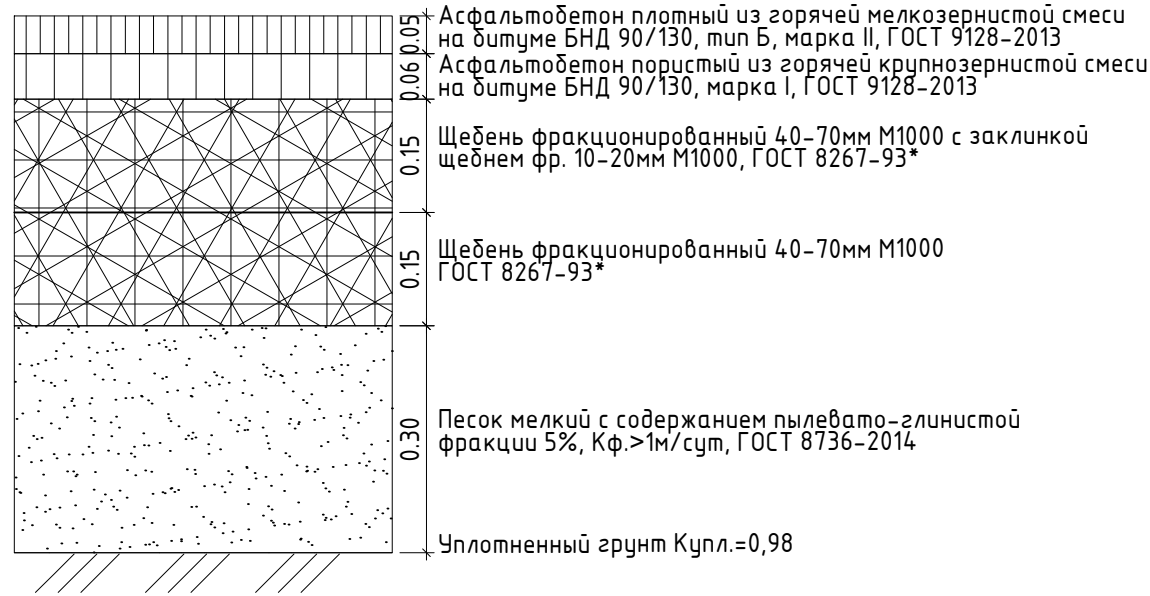 0.05
Асфальтобетон плотный из горячей мелкозернистой смеси
на битуме БНД 90/130, тип Б, марка II, ГОСТ 9128-2013
0.06
Асфальтобетон пористый из горячей крупнозернистой смеси
на битуме БНД 90/130, марка I, ГОСТ 9128-2013
0.15
Щебень фракционированный 40-70мм М1000 с заклинкой
щебнем фр. 10-20мм М1000, ГОСТ 8267-93*
0.15
Щебень фракционированный 40-70мм М1000
ГОСТ 8267-93*
0.30
Песок мелкий с содержанием пылевато-глинистой
фракции 5%, Кф.>1м/сут, ГОСТ 8736-2014
Уплотненный грунт Купл.=0,98